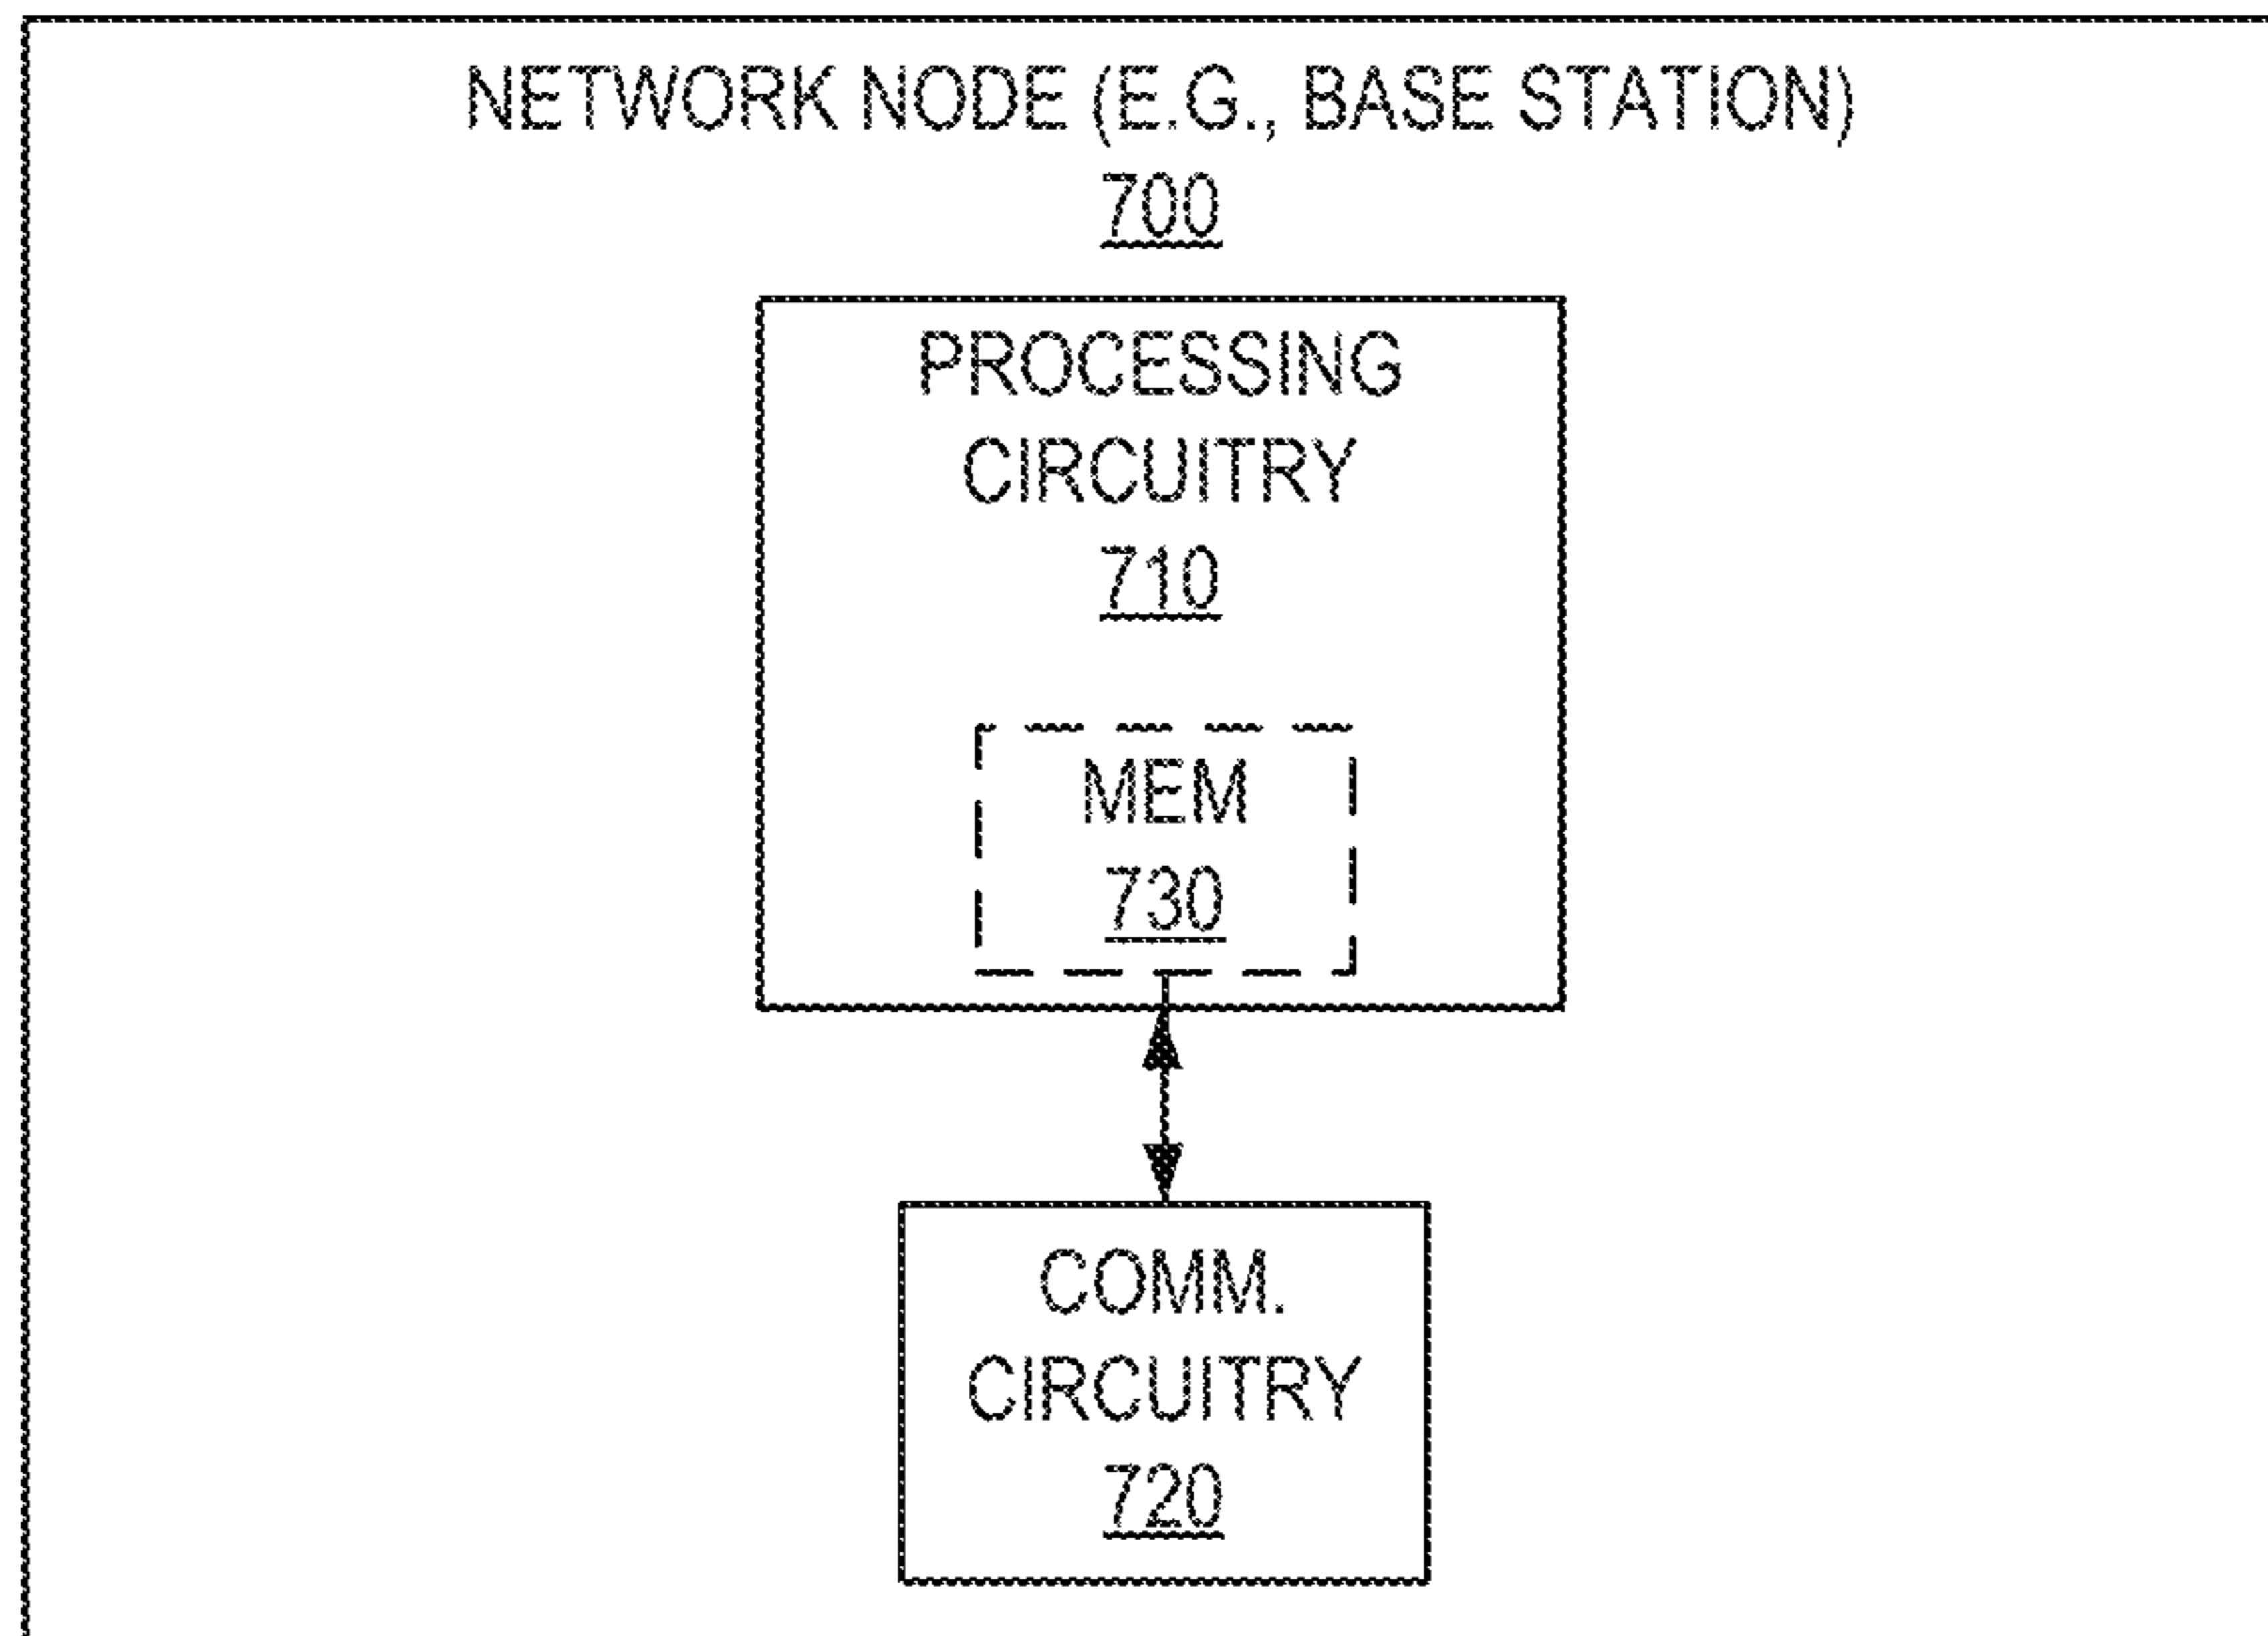 NETWORK NODE (E.G., BASE STATION)
700
PROCESSING
CIRCUITRY
710
MEM
730
COMM.
CIRCUITRY
720